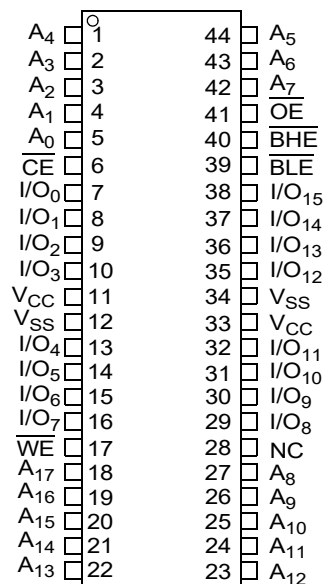 A4 1 44 A5
A3 2 43 A6
A2 3 42 A7
A1 4 41 OE
A0 5 40 BHE
CE 6 39 BLE
I/O0 7 38 I/O15
I/O1 8 37 I/O14
I/O2 9 36 I/O13
I/O3 10 35 I/O12
VCC 11 34 VSS
VSS 12 33 VCC
I/O4 13 32 I/O11
I/O5 14 31 I/O10
I/O6 15 30 I/O9
I/O7 16 29 I/O8
WE 17 28 NC
A17 18 27 A8
A16 19 26 A9
A15 20 25 A10
A14 21 24 A11
A13 22 23 A12